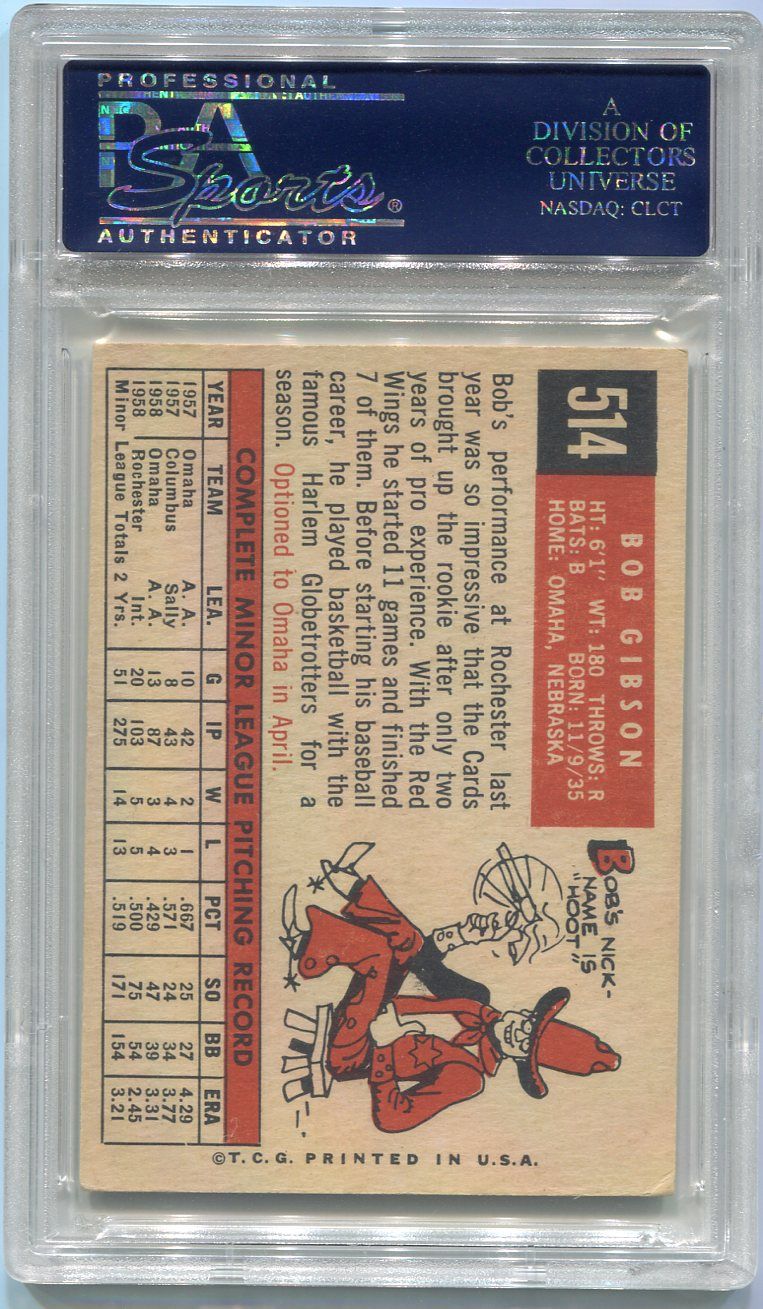 PROFESSIONAL
PSA
Sports®
AUTHENTICATOR
A
DIVISION OF
COLLECTORS
UNIVERSE
NASDAQ: CLCT
514
BOB GIBSON
HT: 6'1" WT: 180 THROWS: R
BATS: B BORN: 11/9/35
HOME: OMAHA, NEBRASKA
Bob's performance at Rochester last
year was so impressive that the Cards
brought up the rookie after only two
years of pro experience. With the Red
Wings he started 11 games and finished
7 of them. Before starting his baseball
career, he played basketball with the
famous Harlem Globetrotters for a
season. Optioned to Omaha in April.
BOB'S NICK-
NAME IS
"HOOT"
COMPLETE MINOR LEAGUE PITCHING RECORD
YEAR TEAM LEA. G IP W L PCT SO BB ERA
1957 Omaha A. A. 10 42 2 1 .667 25 27 4.29
1957 Columbus Sally 8 43 4 3 .571 24 34 3.77
1958 Omaha A. A. 13 87 3 4 .429 47 39 3.31
1958 Rochester Int. 20 103 5 5 .500 75 54 2.45
Minor League Totals 2 Yrs. 51 275 14 13 .519 171 154 3.21
©T.C.G. PRINTED IN U.S.A.